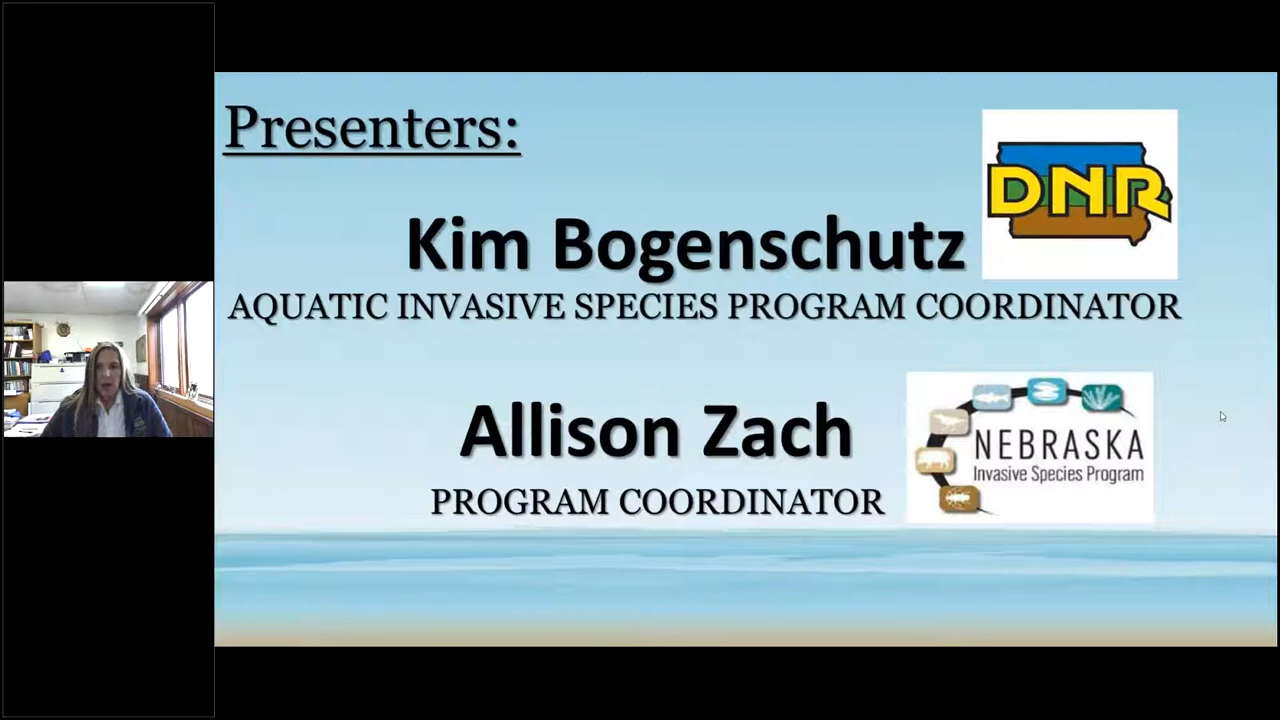 Presenters:
DNR
Kim Bogenschutz
AQUATIC INVASIVE SPECIES PROGRAM COORDINATOR
Allison Zach
NEBRASKA
Invasive Species Program
PROGRAM COORDINATOR